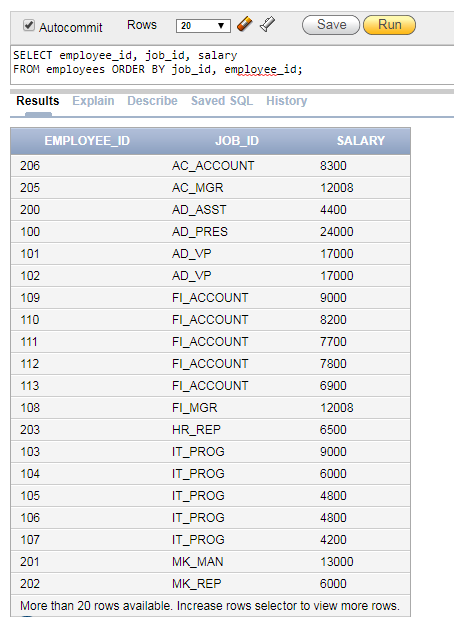 Autocommit Rows 20 Save Run
SELECT employee_id, job_id, salary
FROM employees ORDER BY job_id, employee_id;
Results Explain Describe Saved SQL History
EMPLOYEE_ID JOB_ID SALARY
206 AC_ACCOUNT 8300
205 AC_MGR 12008
200 AD_ASST 4400
100 AD_PRES 24000
101 AD_VP 17000
102 AD_VP 17000
109 FI_ACCOUNT 9000
110 FI_ACCOUNT 8200
111 FI_ACCOUNT 7700
112 FI_ACCOUNT 7800
113 FI_ACCOUNT 6900
108 FI_MGR 12008
203 HR_REP 6500
103 IT_PROG 9000
104 IT_PROG 6000
105 IT_PROG 4800
106 IT_PROG 4800
107 IT_PROG 4200
201 MK_MAN 13000
202 MK_REP 6000
More than 20 rows available. Increase rows selector to view more rows.